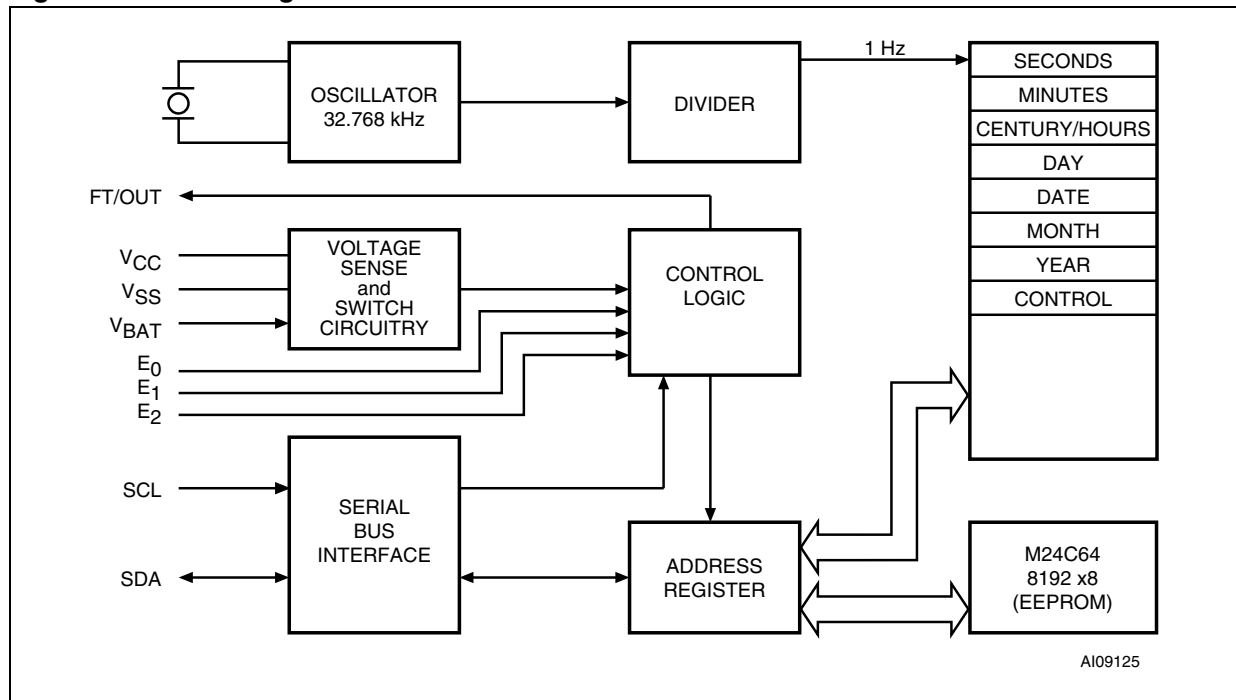 OSCILLATOR
32.768 kHz
DIVIDER
1 Hz
SECONDS
MINUTES
CENTURY/HOURS
DAY
DATE
MONTH
YEAR
CONTROL
FT/OUT
VCC
VSS
VBAT
VOLTAGE
SENSE
and
SWITCH
CIRCUITRY
CONTROL
LOGIC
E0
E1
E2
SCL
SDA
SERIAL
BUS
INTERFACE
ADDRESS
REGISTER
M24C64
8192 x8
(EEPROM)
AI09125